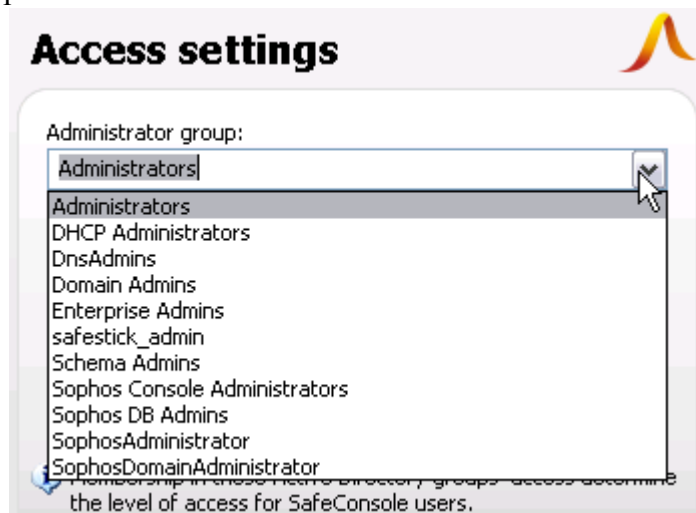 Access settings
Administrator group:
Administrators
Administrators
DHCP Administrators
DnsAdmins
Domain Admins
Enterprise Admins
safestick_admin
Schema Admins
Sophos Console Administrators
Sophos DB Admins
SophosAdministrator
SophosDomainAdministrator
the level of access for SafeConsole users.